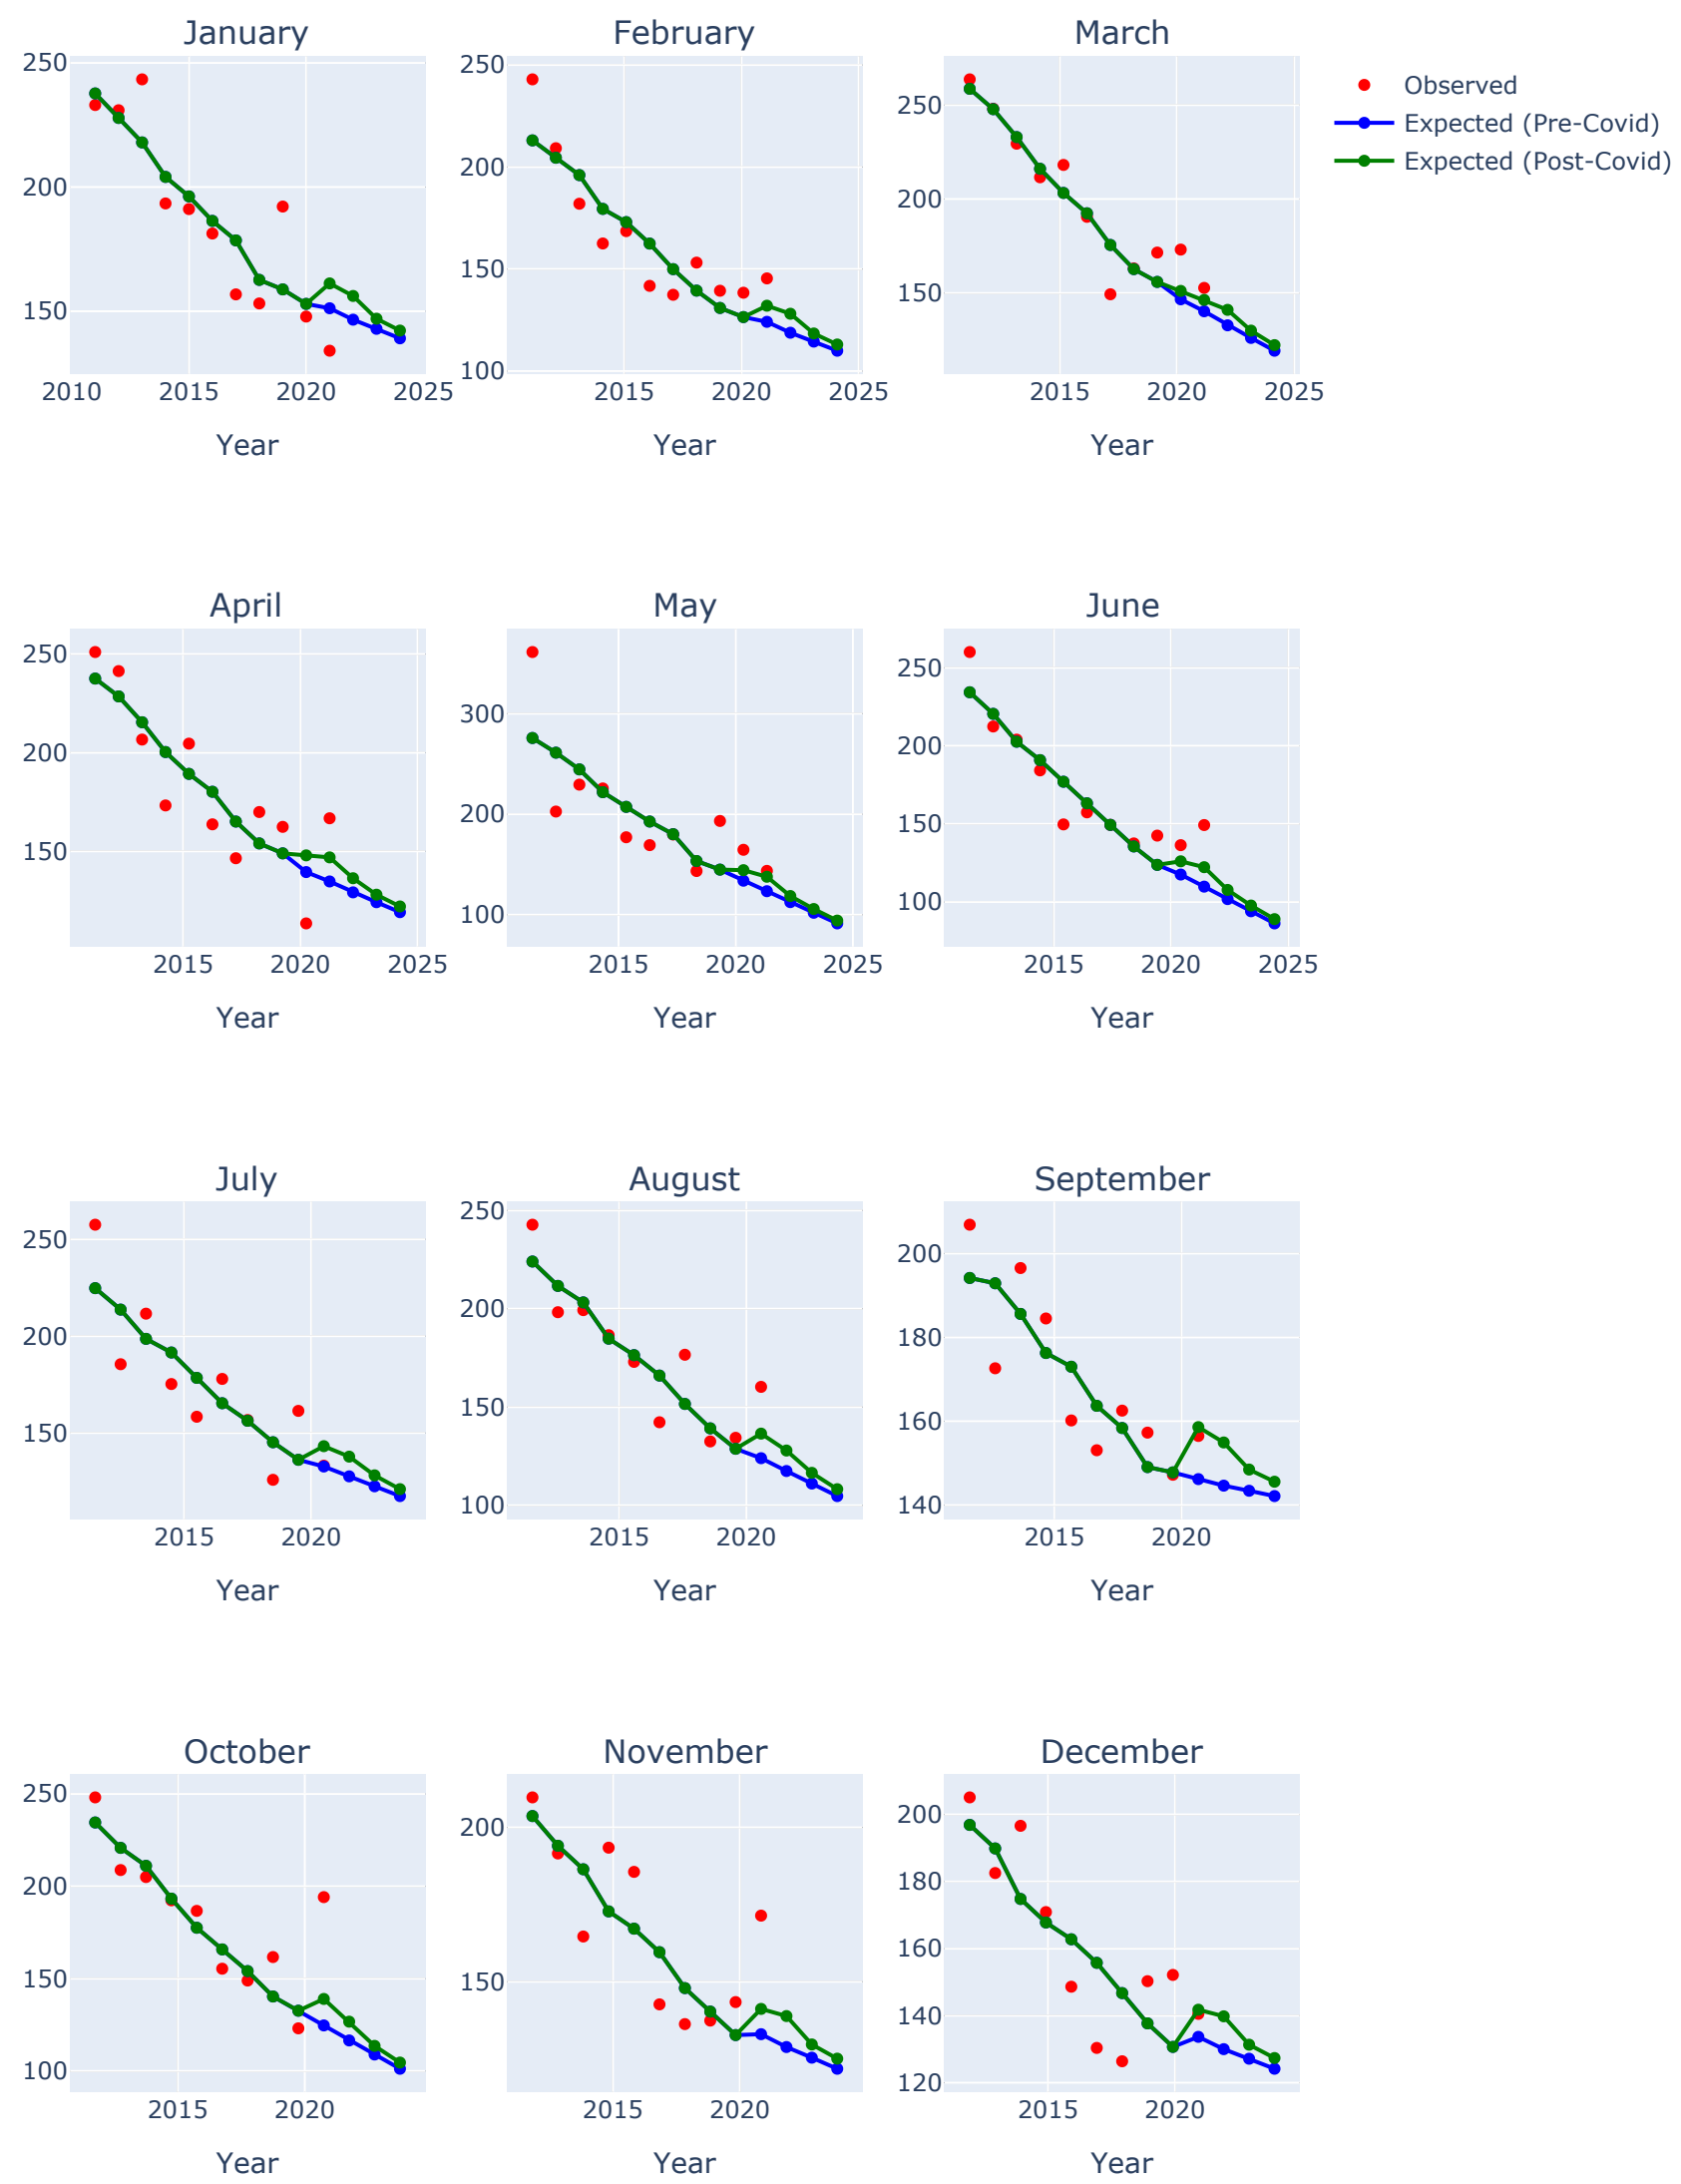 January
February
March
Observed
Expected (Pre-Covid)
Expected (Post-Covid)
250
200
150
2010 2015 2020 2025
Year
250
200
150
100
2015 2020 2025
Year
250
200
150
2015 2020 2025
Year
April
May
June
250
200
150
2015 2020 2025
Year
300
200
100
2015 2020 2025
Year
250
200
150
100
2015 2020 2025
Year
July
August
September
250
200
150
2015 2020
Year
250
200
150
100
2015 2020
Year
200
180
160
140
2015 2020
Year
October
November
December
250
200
150
100
2015 2020
Year
200
150
2015 2020
Year
200
180
160
140
120
2015 2020
Year